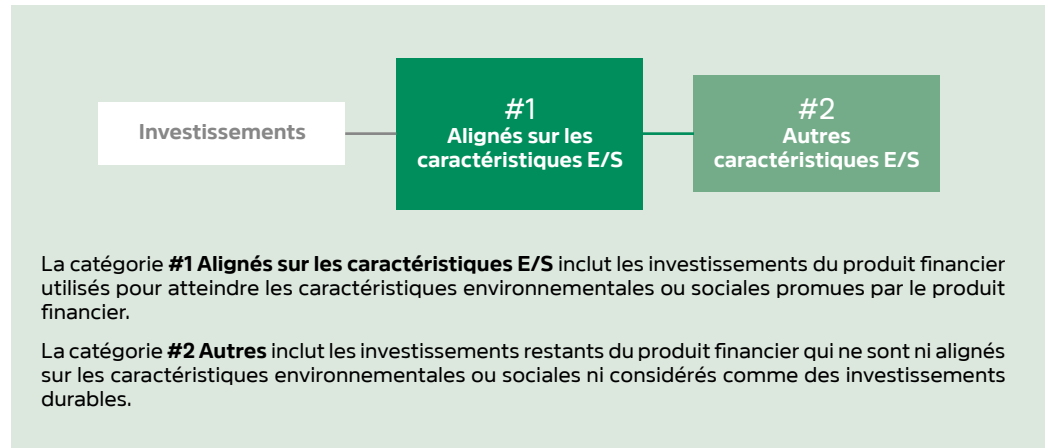 Investissements
#1
Alignés sur les
caractéristiques E/S
#2
Autres
caractéristiques E/S
La catégorie #1 Alignés sur les caractéristiques E/S inclut les investissements du produit financier
utilisés pour atteindre les caractéristiques environnementales ou sociales promues par le produit
financier.
La catégorie #2 Autres inclut les investissements restants du produit financier qui ne sont ni alignés
sur les caractéristiques environnementales ou sociales ni considérés comme des investissements
durables.